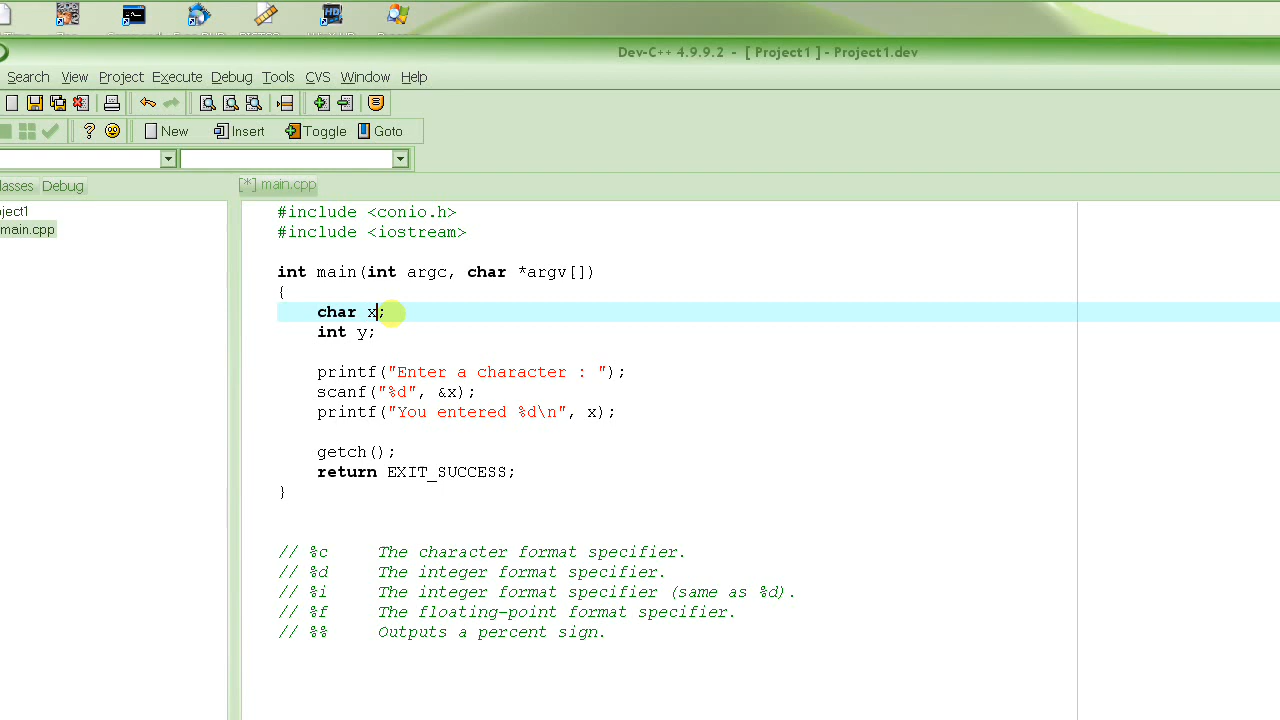 Dev-C++ 4.9.9.2 - [ Project1 ] - Project1.dev
Search View Project Execute Debug Tools CVS Window Help
New Insert Toggle Goto
lasses Debug
[*] main.cpp
oject1
main.cpp
#include <conio.h>
#include <iostream>
int main(int argc, char *argv[])
{
char x;
int y;
printf("Enter a character : ");
scanf("%d", &x);
printf("You entered %d\n", x);
getch();
return EXIT_SUCCESS;
}
// %c The character format specifier.
// %d The integer format specifier.
// %i The integer format specifier (same as %d).
// %f The floating-point format specifier.
// %% Outputs a percent sign.